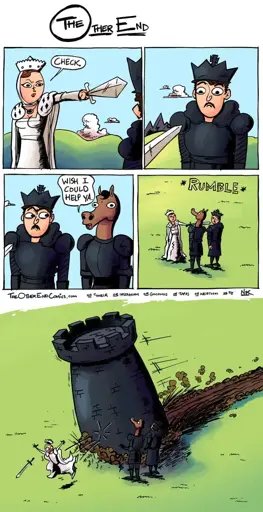 THE OTHER END
CHECK.
WISH I
COULD
HELP YA.
*RUMBLE*
THEOTHERENDCOMICS.COM